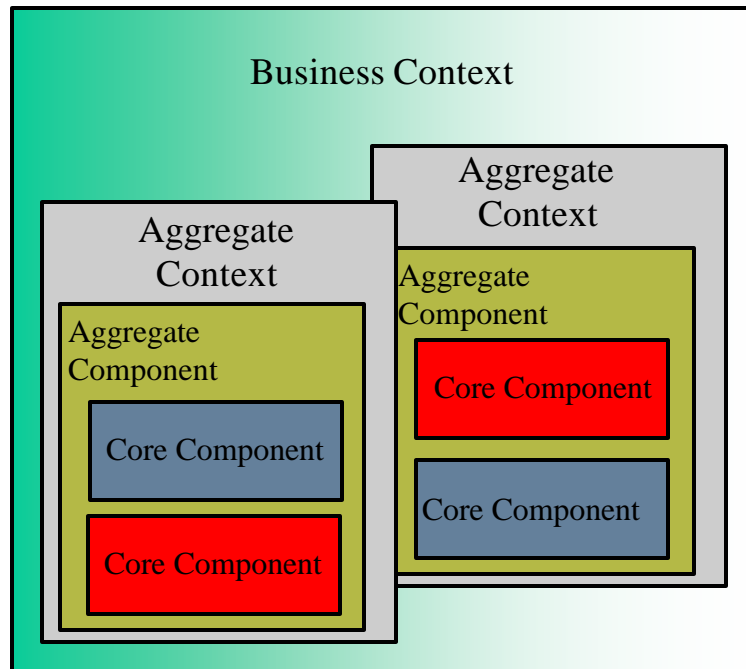 Business Context
Aggregate
Context
Aggregate
Component
Core Component
Core Component
Aggregate
Context
Aggregate
Component
Core Component
Core Component